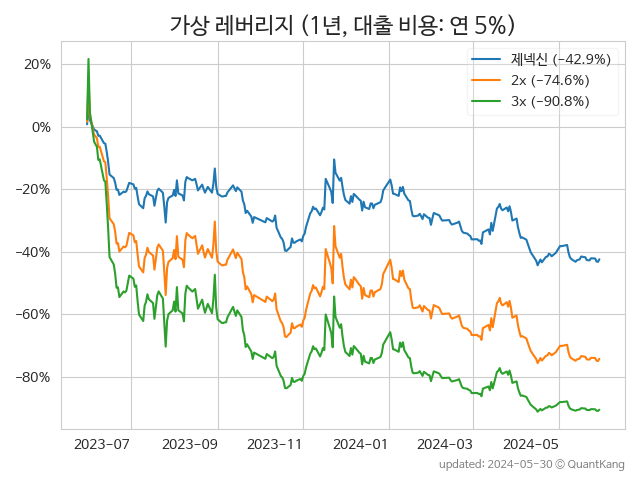 가상 레버리지 (1년, 대출 비용: 연 5%)
제넥신 (−42.9%)
2x (−74.6%)
3x (−90.8%)
20%
0%
−20%
−40%
−60%
−80%
2023-07 2023-09 2023-11 2024-01 2024-03 2024-05
updated: 2024-05-30 © QuantKang